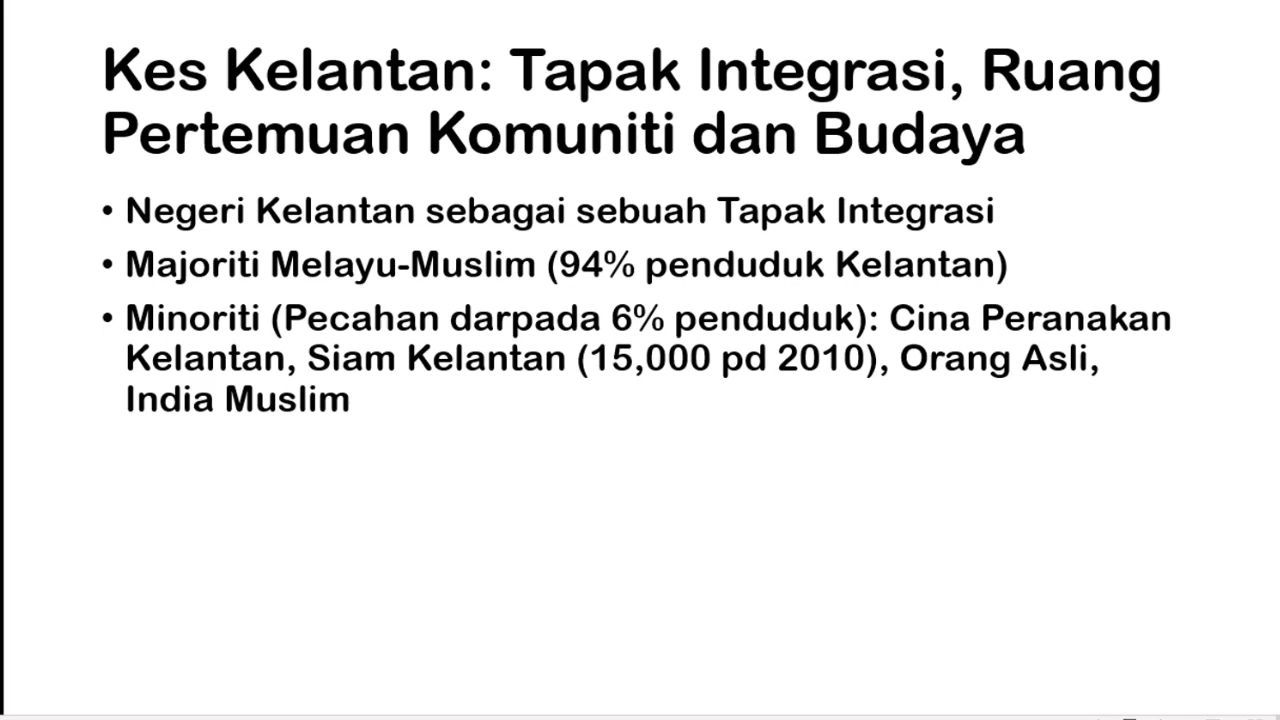 Kes Kelantan: Tapak Integrasi, Ruang
Pertemuan Komuniti dan Budaya
• Negeri Kelantan sebagai sebuah Tapak Integrasi
• Majoriti Melayu-Muslim (94% penduduk Kelantan)
• Minoriti (Pecahan darpada 6% penduduk): Cina Peranakan
Kelantan, Siam Kelantan (15,000 pd 2010), Orang Asli,
India Muslim